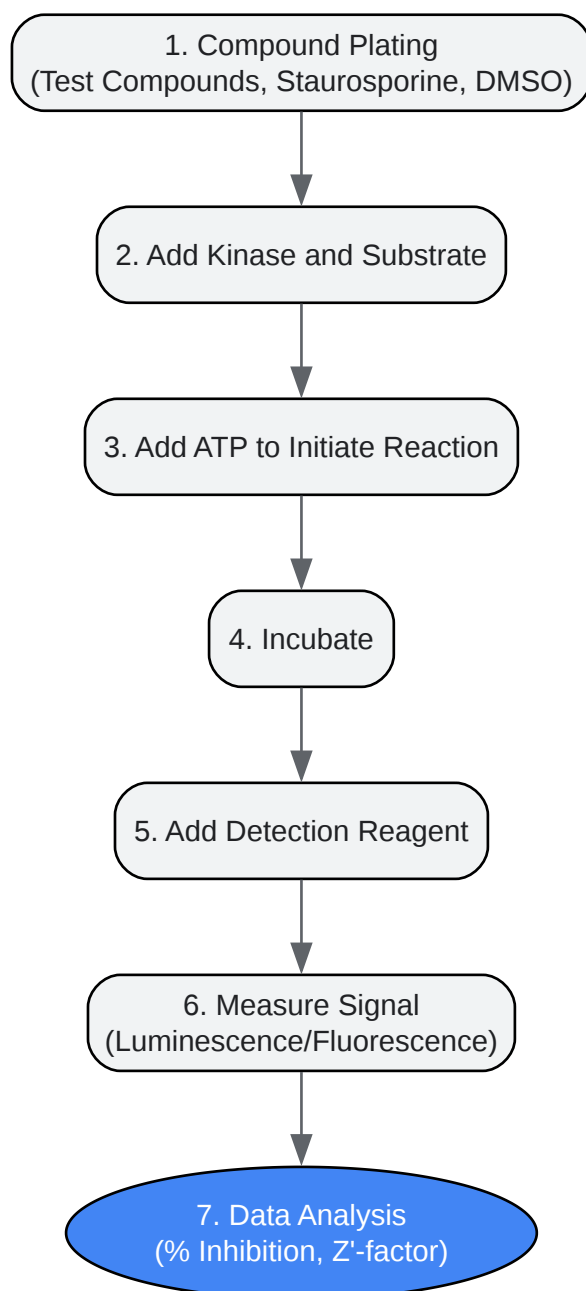 1. Compound Plating
(Test Compounds, Staurosporine, DMSO)
2. Add Kinase and Substrate
3. Add ATP to Initiate Reaction
4. Incubate
5. Add Detection Reagent
6. Measure Signal
(Luminescence/Fluorescence)
7. Data Analysis
(% Inhibition, Z'-factor)